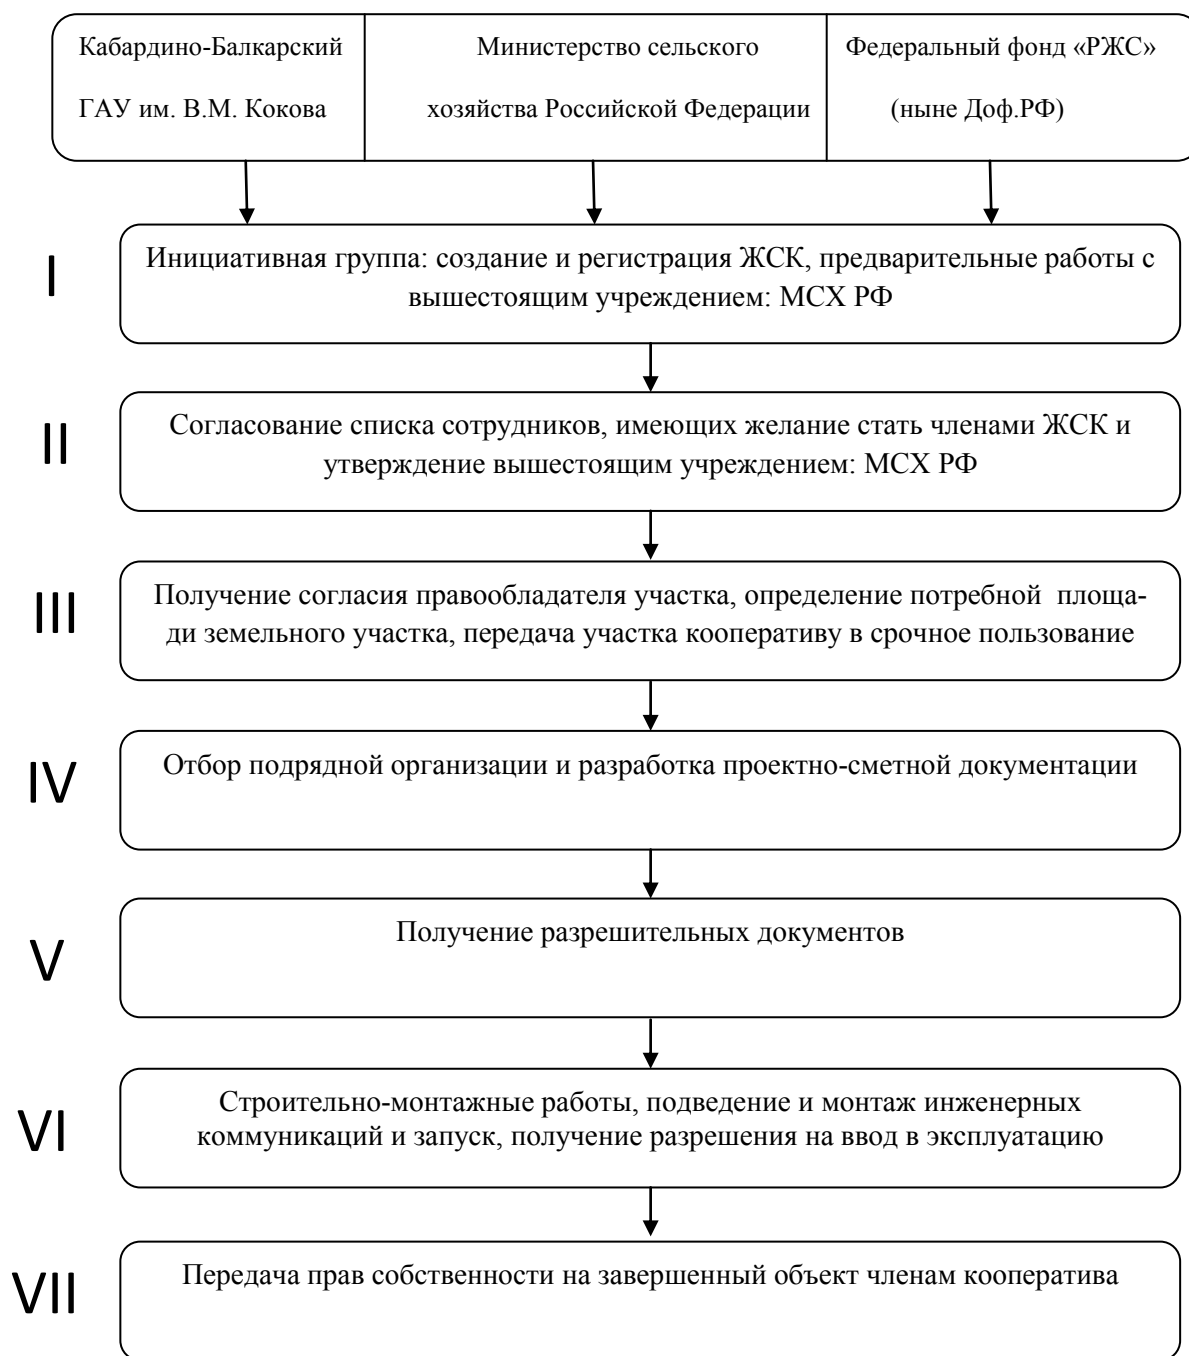 Кабардино-Балкарский
ГАУ им. В.М. Кокова
Министерство сельского
хозяйства Российской Федерации
Федеральный фонд «РЖС»
(ныне Доф.РФ)
I
Инициативная группа: создание и регистрация ЖСК, предварительные работы с
вышестоящим учреждением: МСХ РФ
II
Согласование списка сотрудников, имеющих желание стать членами ЖСК и
утверждение вышестоящим учреждением: МСХ РФ
III
Получение согласия правообладателя участка, определение потребной площа-
ди земельного участка, передача участка кооперативу в срочное пользование
IV
Отбор подрядной организации и разработка проектно-сметной документации
V
Получение разрешительных документов
VI
Строительно-монтажные работы, подведение и монтаж инженерных
коммуникаций и запуск, получение разрешения на ввод в эксплуатацию
VII
Передача прав собственности на завершенный объект членам кооператива